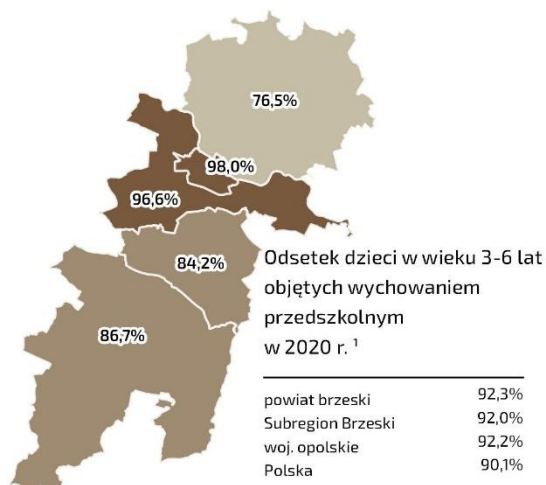 76,5%
98,0%
96,6%
84,2%
86,7%
Odsetek dzieci w wieku 3-6 lat
objętych wychowaniem
przedszkolnym
w 2020 r. ¹
powiat brzeski 92,3%
Subregion Brzeski 92,0%
woj. opolskie 92,2%
Polska 90,1%